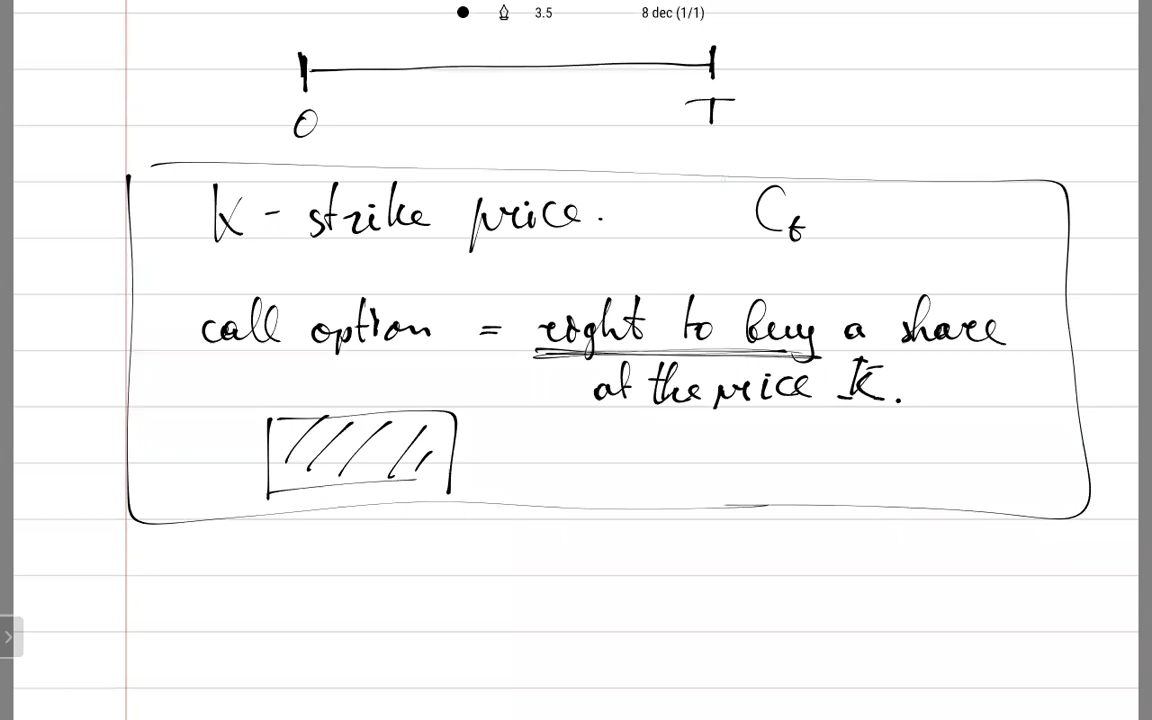 3.5 8 dec (1/1)
0 T
K - strike price. C_t
call option = right to buy a share
at the price K.